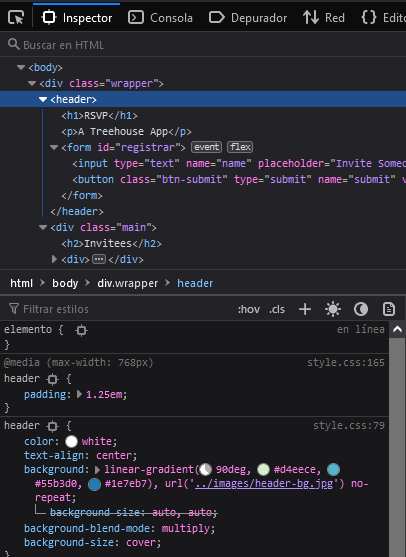 Inspector Consola Depurador Red Edito
Buscar en HTML
<body>
<div class="wrapper">
<header>
<h1>RSVP</h1>
<p>A Treehouse App</p>
<form id="registrar"> event flex
<input type="text" name="name" placeholder="Invite Someo
<button class="btn-submit" type="submit" name="submit" v
</form>
</header>
<div class="main">
<h2>Invitees</h2>
<div> ••• </div>
html body div.wrapper header
Filtrar estilos :hov .cls
elemento { en línea
}
@media (max-width: 768px) style.css:165
header {
padding: 1.25em;
}
header { style.css:79
color: white;
text-align: center;
background: linear-gradient( 90deg, #d4eece,
#55b3d0, #1e7eb7), url('../images/header-bg.jpg') no-
repeat;
background-size: auto, auto;
background-blend-mode: multiply;
background-size: cover;